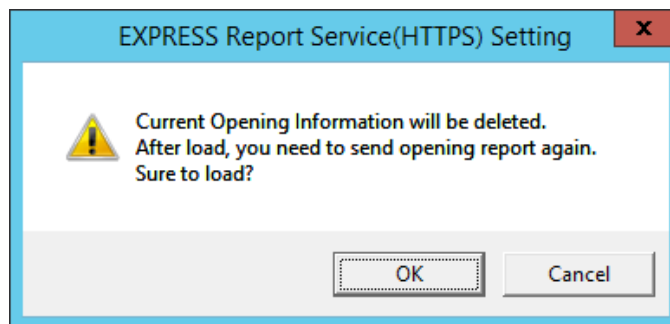 EXPRESS Report Service(HTTPS) Setting
x
Current Opening Information will be deleted.
After load, you need to send opening report again.
Sure to load?
OK
Cancel